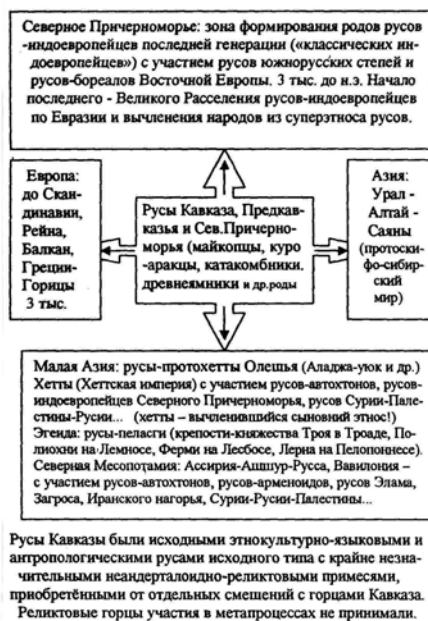 Северное Причерноморье: зона формирования родов русов
-индоевропейцев последней генерации («классических ин-
доевропейцев») с участием русов южнорусских степей и
русов-бореалов Восточной Европы. 3 тыс. до н.э. Начало
последнего - Великого Расселения русов-индоевропейцев
по Евразии и вычленения народов из суперэтноса русов.
Европа:
до Скан-
динавии,
Рейна,
Балкан,
Греции-
Горицы
3 тыс.
Русы Кавказа, Предкав-
казья и Сев.Причерно-
морья (майкопцы, куро
-аракцы, катакомбники.
древнеямники и др.роды
Азия:
Урал -
Алтай -
Саяны
(протоски-
фо-сибир-
ский
мир)
Малая Азия: русы-протохетты Олешья (Аладжа-уюк и др.)
Хетты (Хеттская империя) с участием русов-автохтонов, русов-
индоевропейцев Северного Причерноморья, русов Сурии-Пале-
стины-Русии... (хетты – вычленившийся сыновний этнос!)
Эгеида: русы-пеласги (крепости-княжества Троя в Троаде, По-
лиохни на Лемносе, Ферми на Лесбосе, Лерна на Пелопоннесе).
Северная Месопотамия: Ассирия-Ашшур-Русса, Вавилония –
с участием русов-автохтонов, русов-арменоидов, русов Элама,
Загроса, Иранского нагорья, Сурии-Русии-Палестины...
Русы Кавказы были исходными этнокультурно-языковыми и
антропологическими русами исходного типа с крайне незна-
чительными неандерталоидно-реликтовыми примесями,
приобретёнными от отдельных смешений с горцами Кавказа.
Реликтовые горцы участия в метапроцессах не принимали.